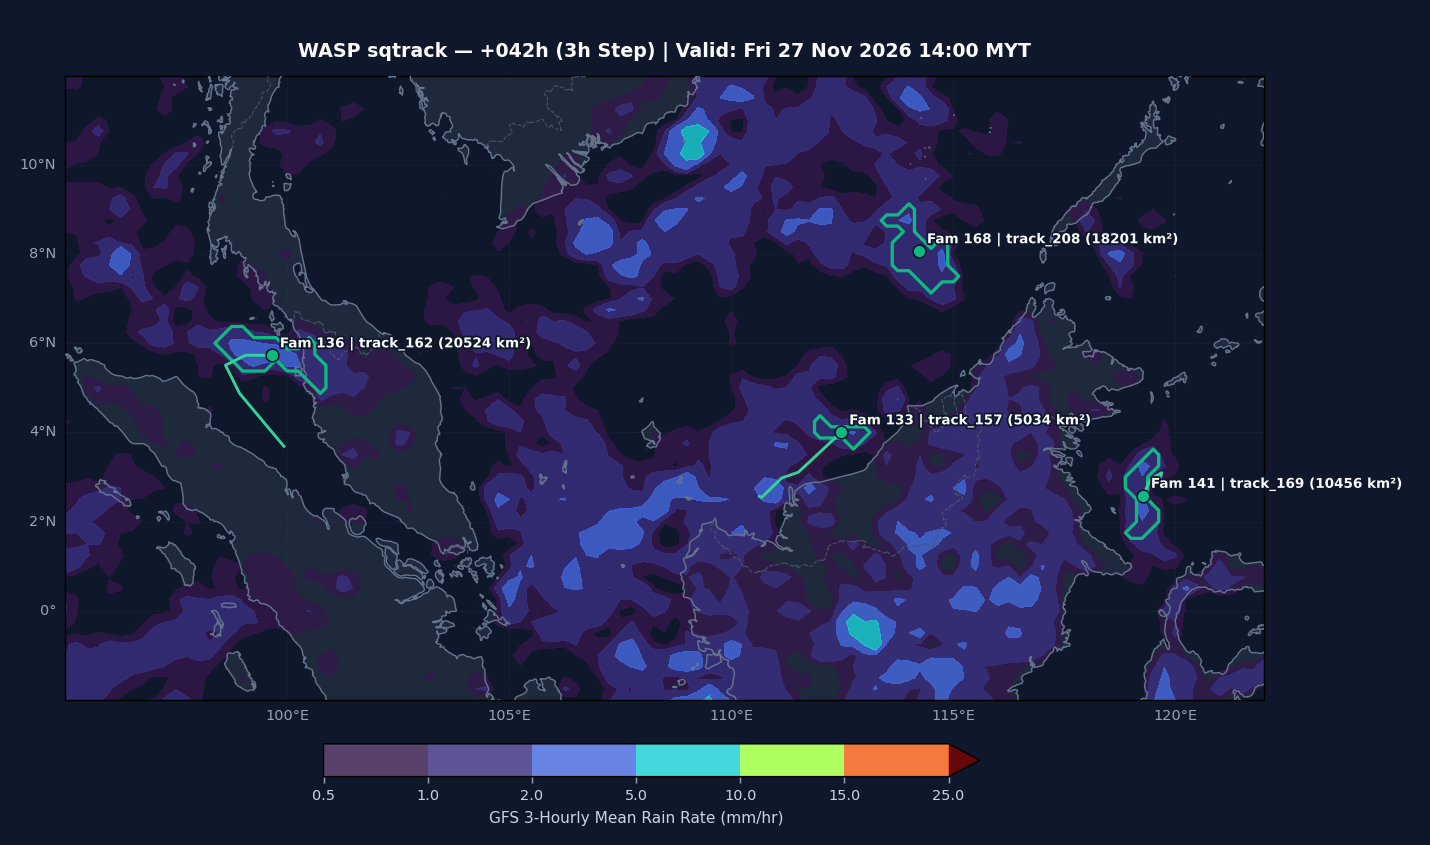 WASP sqtrack — +042h (3h Step) | Valid: Fri 27 Nov 2026 14:00 MYT
10°N
8°N
6°N
4°N
2°N
0°
Fam 168 | track_208 (18201 km²)
Fam 136 | track_162 (20524 km²)
Fam 133 | track_157 (5034 km²)
Fam 141 | track_169 (10456 km²)
100°E 105°E 110°E 115°E 120°E
0.5 1.0 2.0 5.0 10.0 15.0 25.0
GFS 3-Hourly Mean Rain Rate (mm/hr)